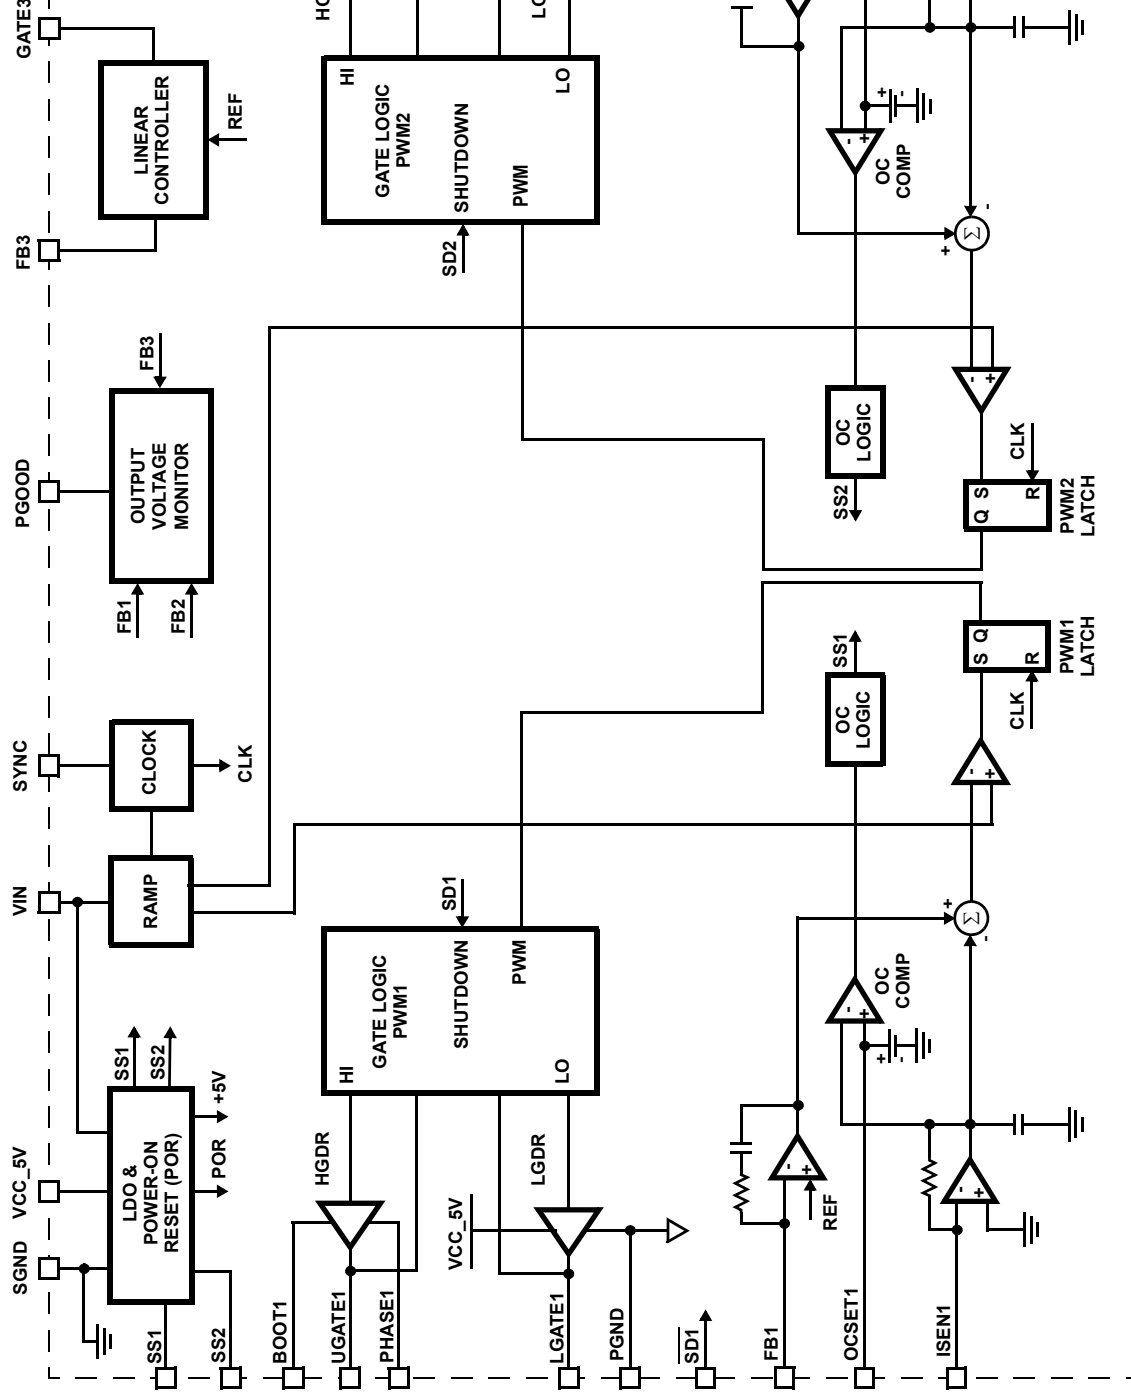 GATE3
LINEAR
CONTROLLER
REF
FB3
HI
GATE LOGIC
PWM2
SHUTDOWN
PWM
LO
SD2
-
+
+
-
OC
COMP
-
Σ
+
FB3
PGOOD
OUTPUT
VOLTAGE
MONITOR
FB1
FB2
OC
LOGIC
SS2
-
+
CLK
S
Q
R
PWM2
LATCH
SYNC
CLOCK
CLK
SS1
OC
LOGIC
Q
S
R
PWM1
LATCH
CLK
-
+
VIN
RAMP
SD1
HI
GATE LOGIC
PWM1
SHUTDOWN
PWM
LO
+
Σ
-
OC
COMP
-
+
+
-
SS1
SS2
VCC_5V
LDO &
POWER-ON
RESET (POR)
+5V
POR
SGND
HGDR
LGDR
VCC_5V
-
+
REF
-
+
SS1
SS2
BOOT1
UGATE1
PHASE1
LGATE1
PGND
SD1
FB1
OCSET1
ISEN1